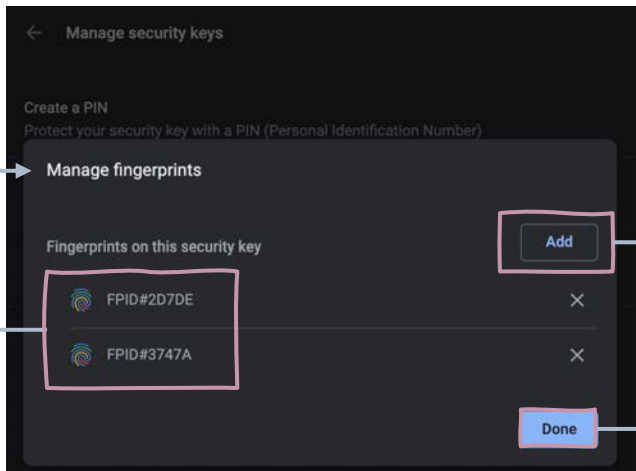 Manage security keys
Create a PIN
Protect your security key with a PIN (Personal Identification Number)
Manage fingerprints
Fingerprints on this security key
Add
FPID#2D7DE
FPID#3747A
Done